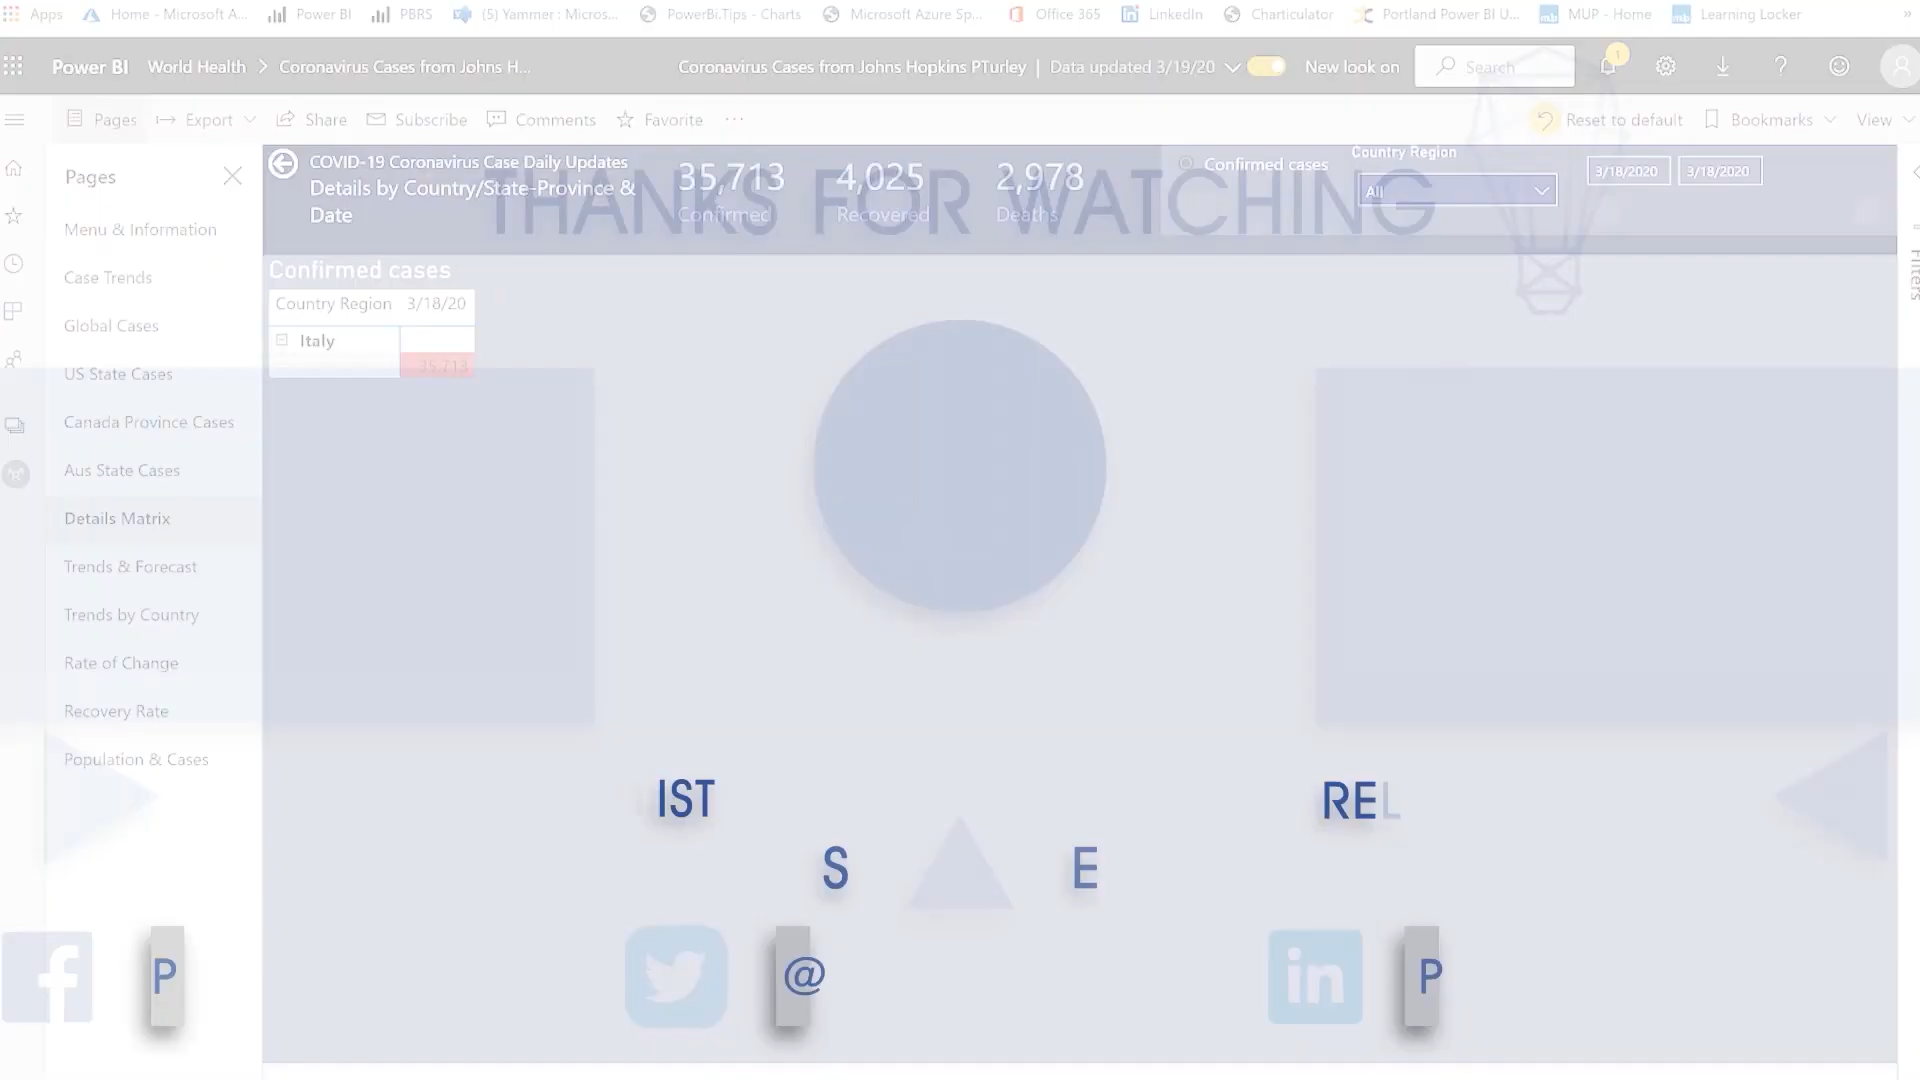 Apps Home - Microsoft A... Power BI PBRS (5) Yammer : Micros... PowerBi.Tips - Charts Microsoft Azure Sp... Office 365 LinkedIn Charticulator Portland Power BI U... MUP - Home Learning Locker »
Power BI World Health > Coronavirus Cases from Johns H... Coronavirus Cases from Johns Hopkins PTurley | Data updated 3/19/20 New look on Search 1
Pages Export Share Subscribe Comments Favorite ... Reset to default Bookmarks View
Pages
Menu & Information
Case Trends
Global Cases
US State Cases
Canada Province Cases
Aus State Cases
Details Matrix
Trends & Forecast
Trends by Country
Rate of Change
Recovery Rate
Population & Cases
COVID-19 Coronavirus Case Daily Updates
Details by Country/State-Province &
Date
35,713
Confirmed
4,025
Recovered
2,978
Deaths
Confirmed cases
Country Region
All
3/18/2020 3/18/2020
Filters
THANKS FOR WATCHING
Confirmed cases
Country Region 3/18/20
Italy
35,713
IST
REL
S E
f P @ in P